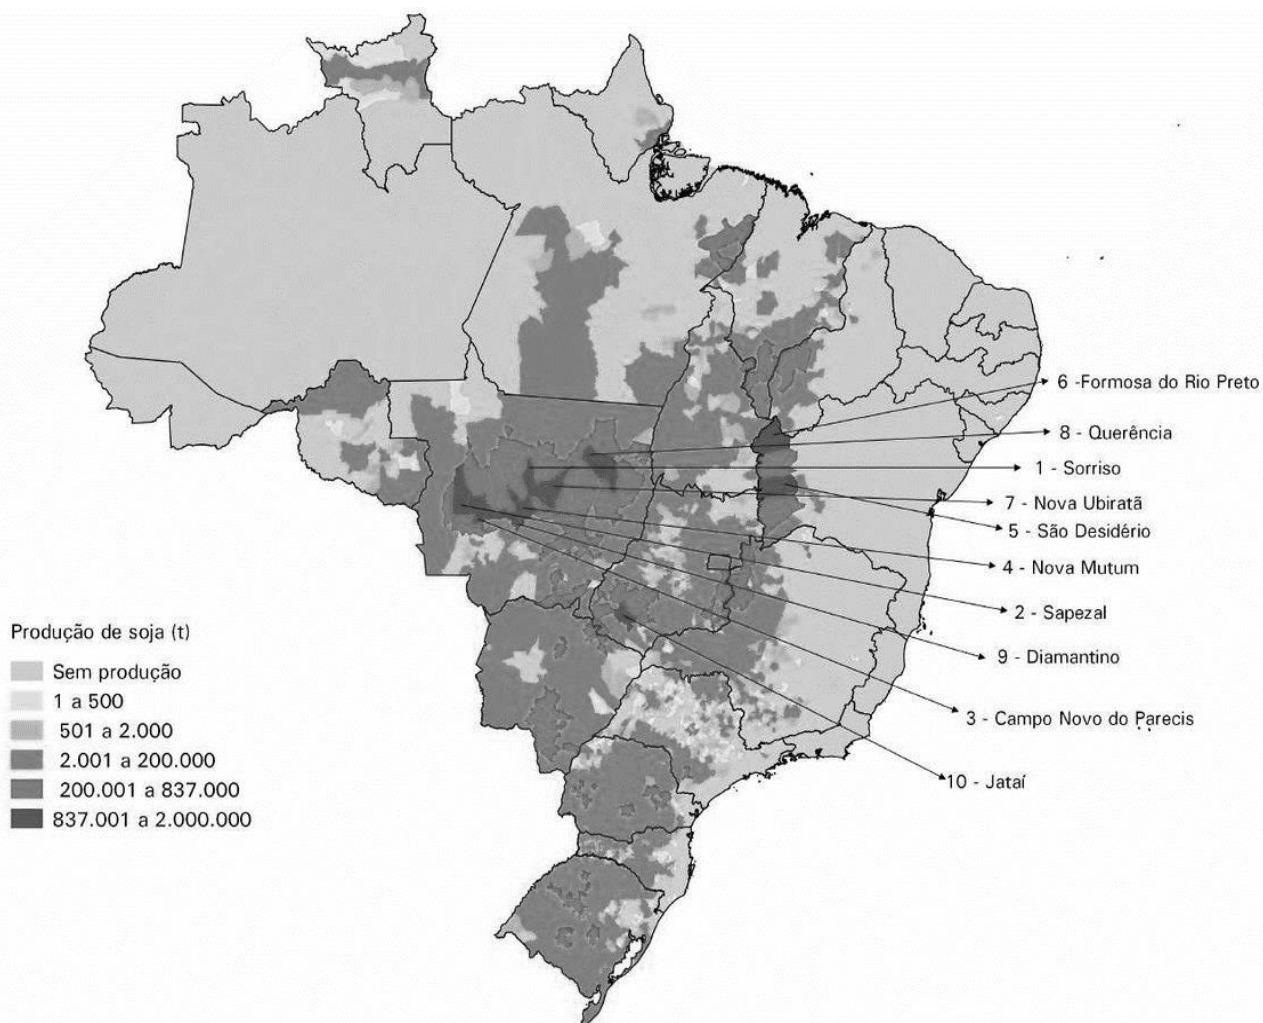 6 -Formosa do Rio Preto
8 - Querência
1 - Sorriso
7 - Nova Ubiratã
5 - São Desidério
4 - Nova Mutum
2 - Sapezal
9 - Diamantino
3 - Campo Novo do Parecis
10 - Jataí
Produção de soja (t)
Sem produção
1 a 500
501 a 2.000
2.001 a 200.000
200.001 a 837.000
837.001 a 2.000.000